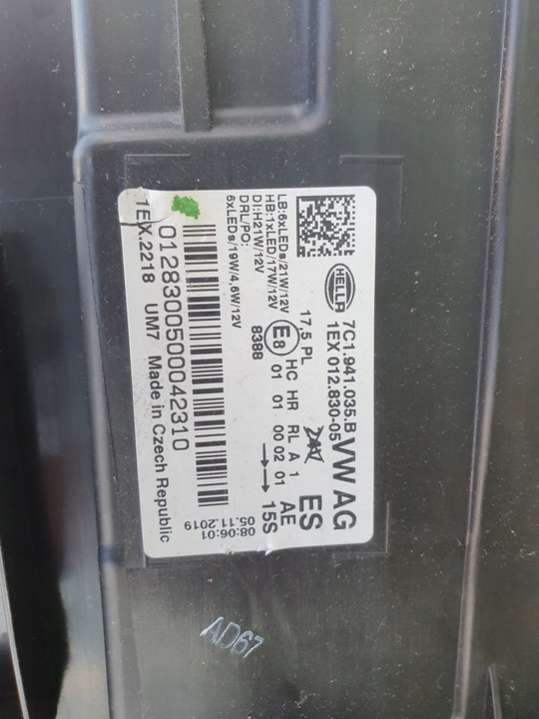 HELLA
7C1.941.035.B VW AG
1EX 012.830-05
17,5 PL
ES
LB:6xLEDs/21W/12V
HB:1xLED/17W/12V
DI:H21W/12V
DRL/PO:
6xLEDs/19W/4,6W/12V
E8
8388
HC HR RL A 1 AE
01 01 00 02 01
15S
08:06:01
05.11.2019
0128300500042310
1EX.2218 UM7 Made in Czech Republic
AD67